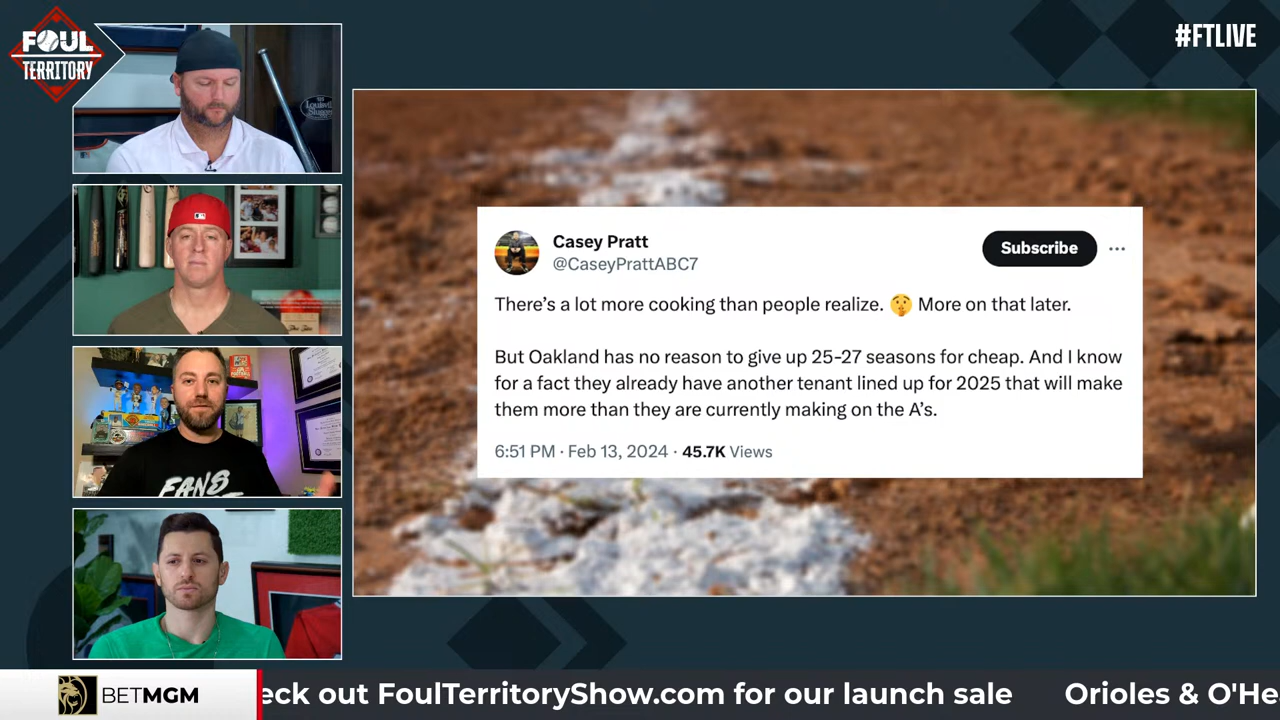 FOUL
TERRITORY
#FTLIVE
Louisville
Slugger
FANS
Casey Pratt
@CaseyPrattABC7
Subscribe
There's a lot more cooking than people realize. 🤫 More on that later.
But Oakland has no reason to give up 25-27 seasons for cheap. And I know
for a fact they already have another tenant lined up for 2025 that will make
them more than they are currently making on the A's.
6:51 PM · Feb 13, 2024 · 45.7K Views
BETMGM
eck out FoulTerritoryShow.com for our launch sale
Orioles & O'He